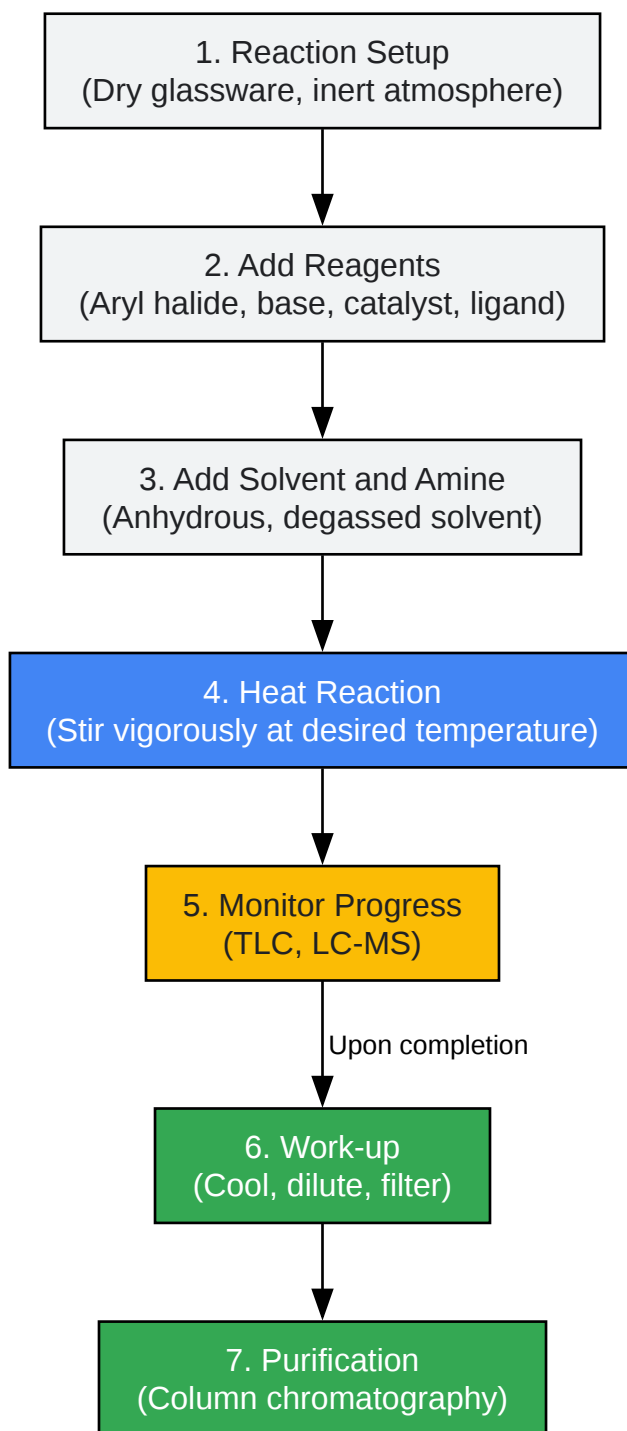 1. Reaction Setup
(Dry glassware, inert atmosphere)
2. Add Reagents
(Aryl halide, base, catalyst, ligand)
3. Add Solvent and Amine
(Anhydrous, degassed solvent)
4. Heat Reaction
(Stir vigorously at desired temperature)
5. Monitor Progress
(TLC, LC-MS)
Upon completion
6. Work-up
(Cool, dilute, filter)
7. Purification
(Column chromatography)